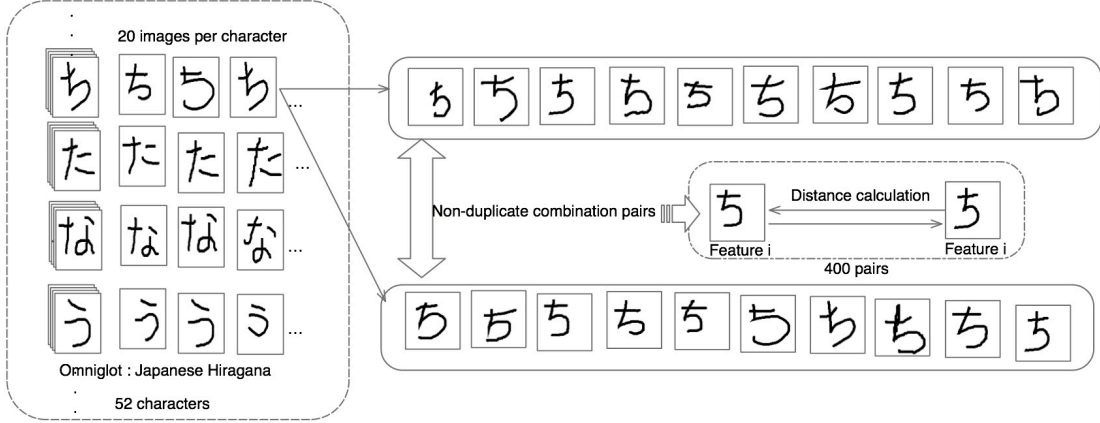 20 images per character
ち ち ち ち ...
た た た た ...
な な な な ...
う う う う ...
Omniglot : Japanese Hiragana
52 characters
ち ち ち ち ち ち ち ち ち ち
Non-duplicate combination pairs
ち Distance calculation ち
Feature i Feature i
400 pairs
ち ち ち ち ち ち ち ち ち ち